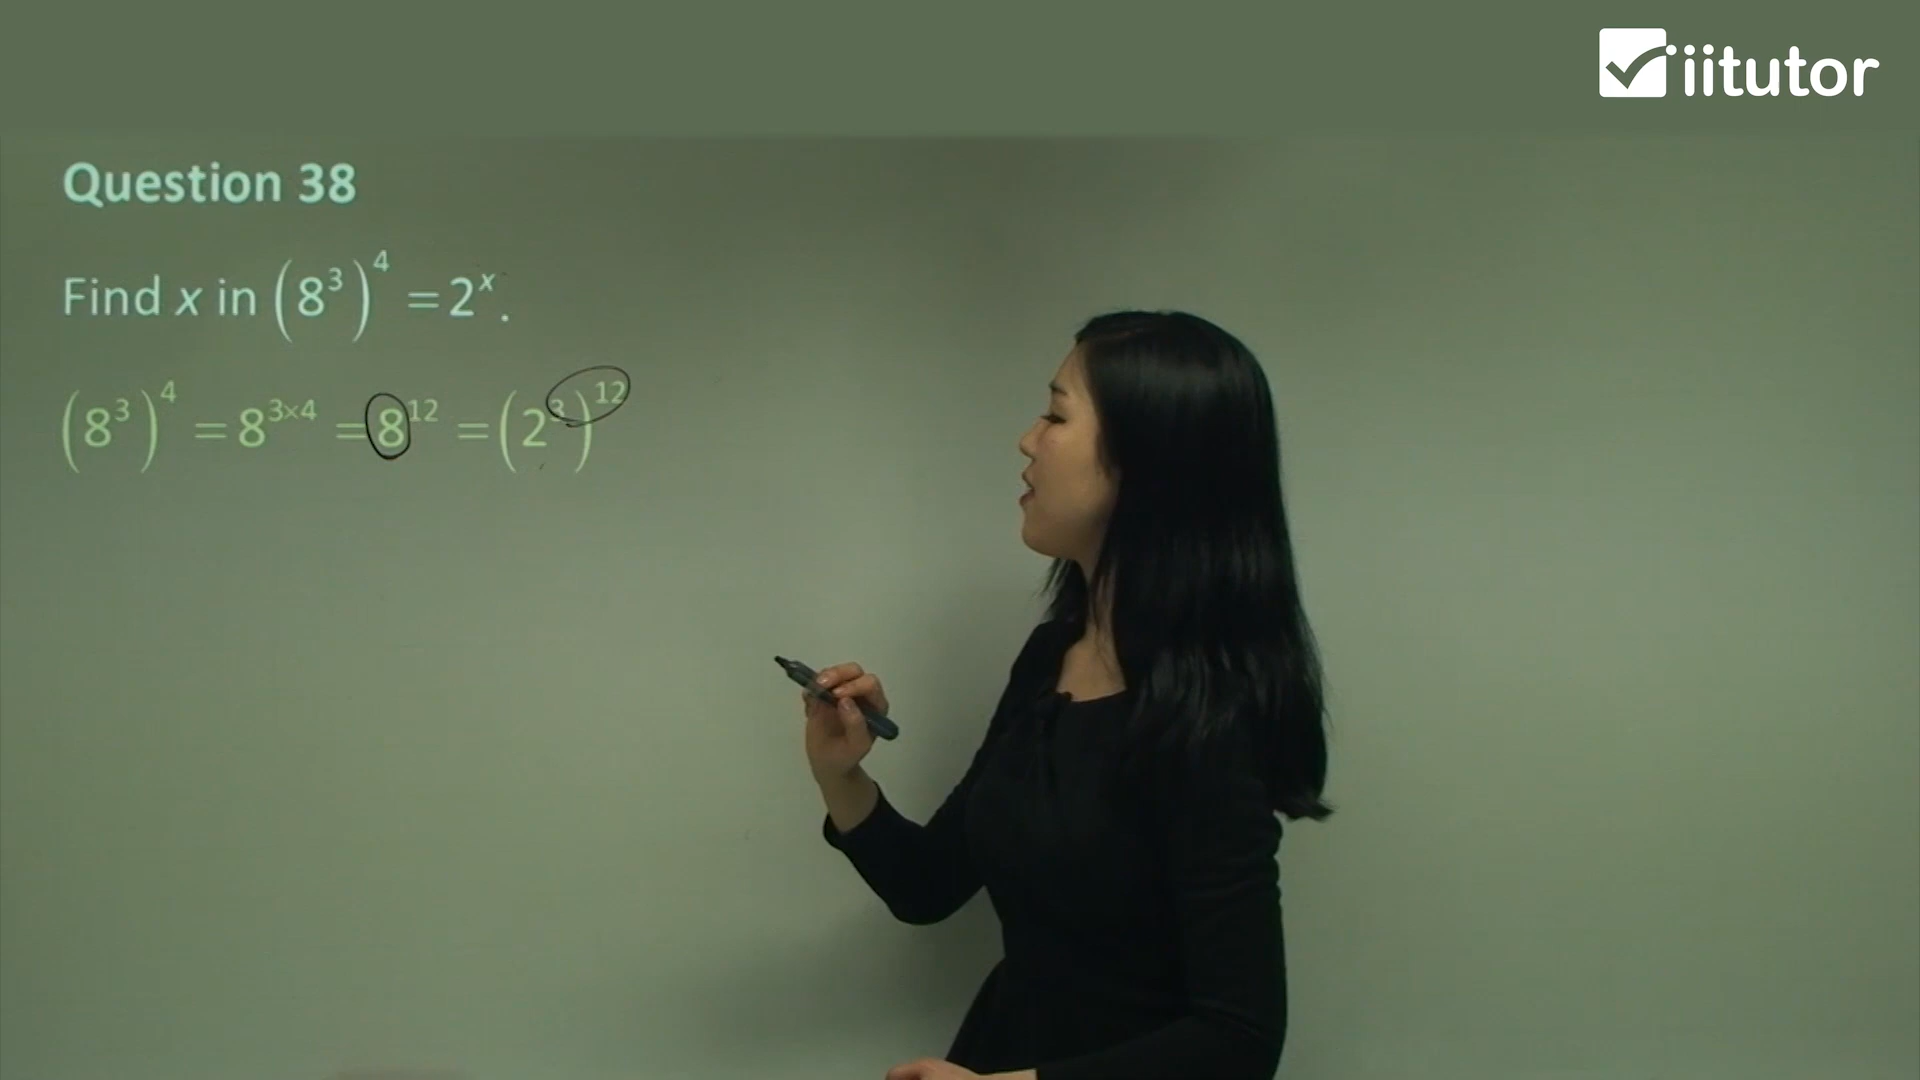 iitutor
Question 38
Find x in (8³)⁴ = 2ˣ.
(8³)⁴ = 8³ˣ⁴ = 8¹² = (2³)¹²